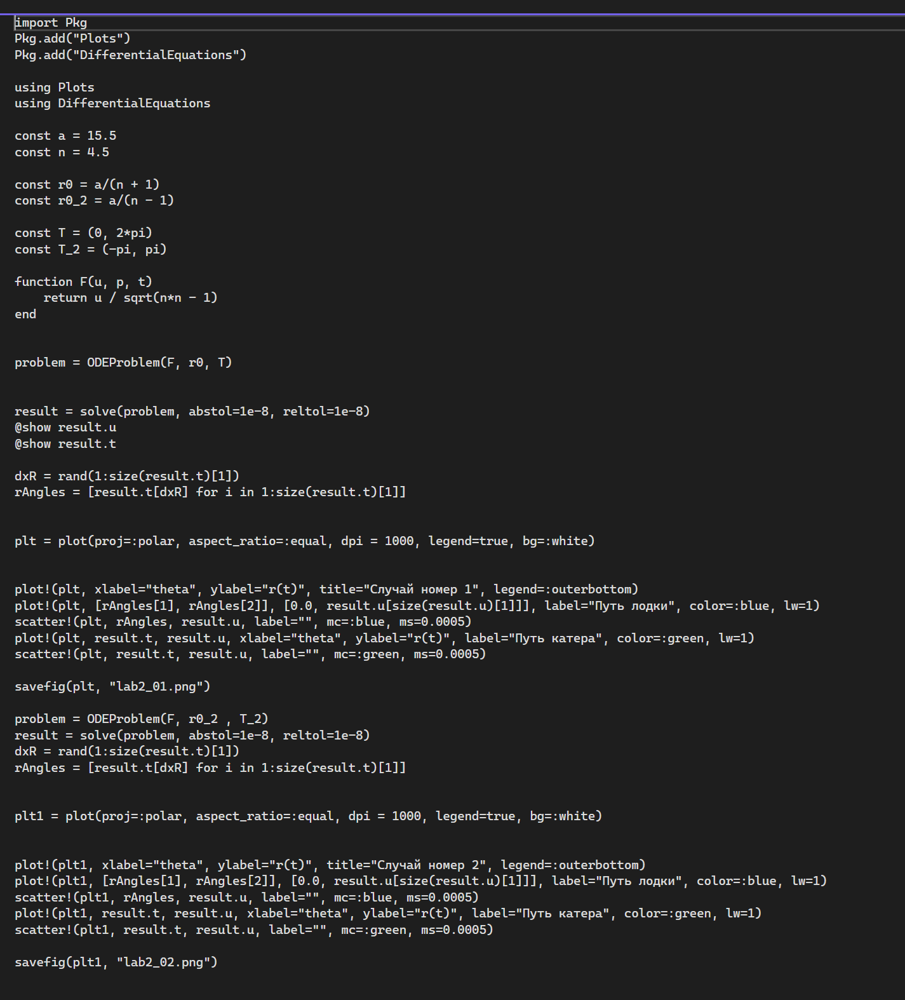 import Pkg
Pkg.add("Plots")
Pkg.add("DifferentialEquations")
using Plots
using DifferentialEquations
const a = 15.5
const n = 4.5
const r0 = a/(n + 1)
const r0_2 = a/(n - 1)
const T = (0, 2*pi)
const T_2 = (-pi, pi)
function F(u, p, t)
    return u / sqrt(n*n - 1)
end
problem = ODEProblem(F, r0, T)
result = solve(problem, abstol=1e-8, reltol=1e-8)
@show result.u
@show result.t
dxR = rand(1:size(result.t)[1])
rAngles = [result.t[dxR] for i in 1:size(result.t)[1]]
plt = plot(proj=:polar, aspect_ratio=:equal, dpi = 1000, legend=true, bg=:white)
plot!(plt, xlabel="theta", ylabel="r(t)", title="Случай номер 1", legend=:outerbottom)
plot!(plt, [rAngles[1], rAngles[2]], [0.0, result.u[size(result.u)[1]]], label="Путь лодки", color=:blue, lw=1)
scatter!(plt, rAngles, result.u, label="", mc=:blue, ms=0.0005)
plot!(plt, result.t, result.u, xlabel="theta", ylabel="r(t)", label="Путь катера", color=:green, lw=1)
scatter!(plt, result.t, result.u, label="", mc=:green, ms=0.0005)
savefig(plt, "lab2_01.png")
problem = ODEProblem(F, r0_2 , T_2)
result = solve(problem, abstol=1e-8, reltol=1e-8)
dxR = rand(1:size(result.t)[1])
rAngles = [result.t[dxR] for i in 1:size(result.t)[1]]
plt1 = plot(proj=:polar, aspect_ratio=:equal, dpi = 1000, legend=true, bg=:white)
plot!(plt1, xlabel="theta", ylabel="r(t)", title="Случай номер 2", legend=:outerbottom)
plot!(plt1, [rAngles[1], rAngles[2]], [0.0, result.u[size(result.u)[1]]], label="Путь лодки", color=:blue, lw=1)
scatter!(plt1, rAngles, result.u, label="", mc=:blue, ms=0.0005)
plot!(plt1, result.t, result.u, xlabel="theta", ylabel="r(t)", label="Путь катера", color=:green, lw=1)
scatter!(plt1, result.t, result.u, label="", mc=:green, ms=0.0005)
savefig(plt1, "lab2_02.png")